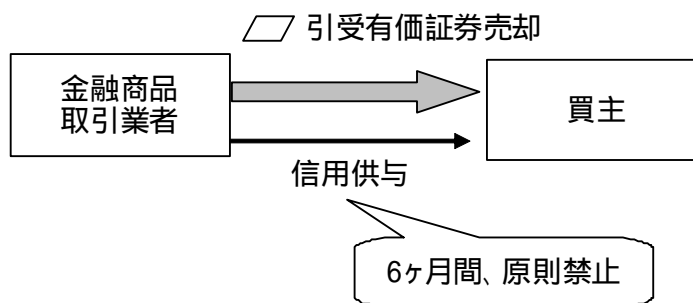 引受有価証券売却
金融商品
取引業者
買主
信用供与
6ヶ月間、原則禁止